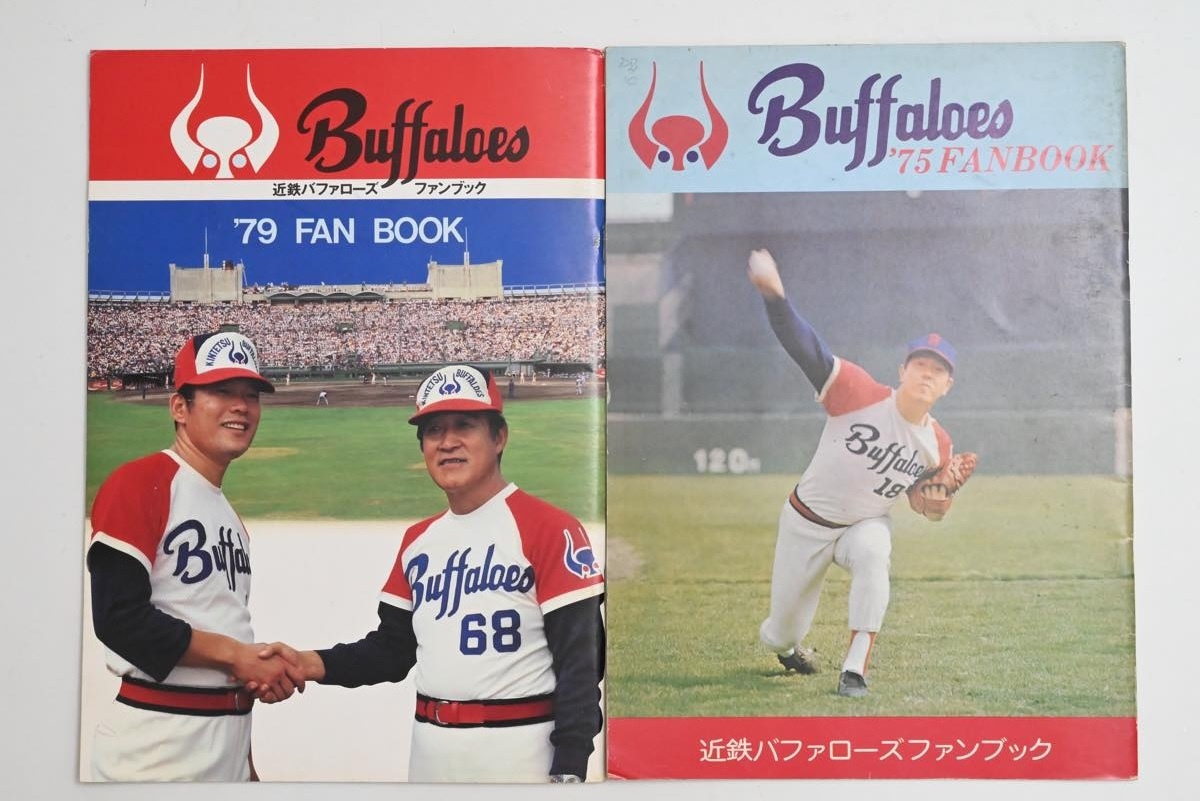 Buffaloes
近鉄バファローズ ファンブック
'79 FAN BOOK
KINTETSU BUFFALOES
KINTETSU BUFFALOES
Buffaloes
68
Buffaloes
'75 FANBOOK
120
Buffaloes
18
近鉄バファローズファンブック